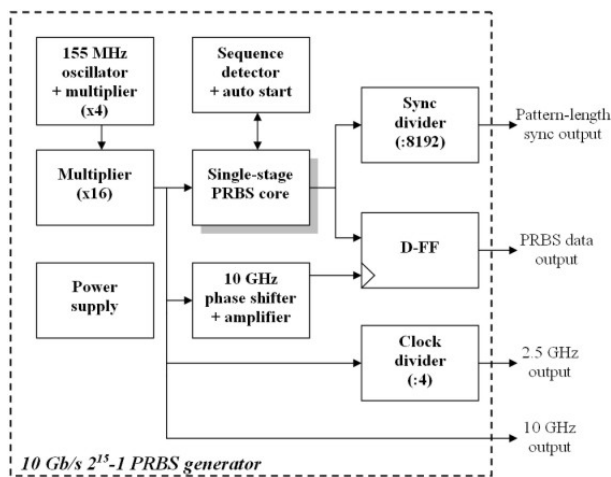 155 MHz
oscillator
+ multiplier
(x4)
Sequence
detector
+ auto start
Sync
divider
(:8192)
Pattern-length
sync output
Multiplier
(x16)
Single-stage
PRBS core
D-FF
PRBS data
output
Power
supply
10 GHz
phase shifter
+ amplifier
Clock
divider
(:4)
2.5 GHz
output
10 GHz
output
10 Gb/s 2¹⁵-1 PRBS generator